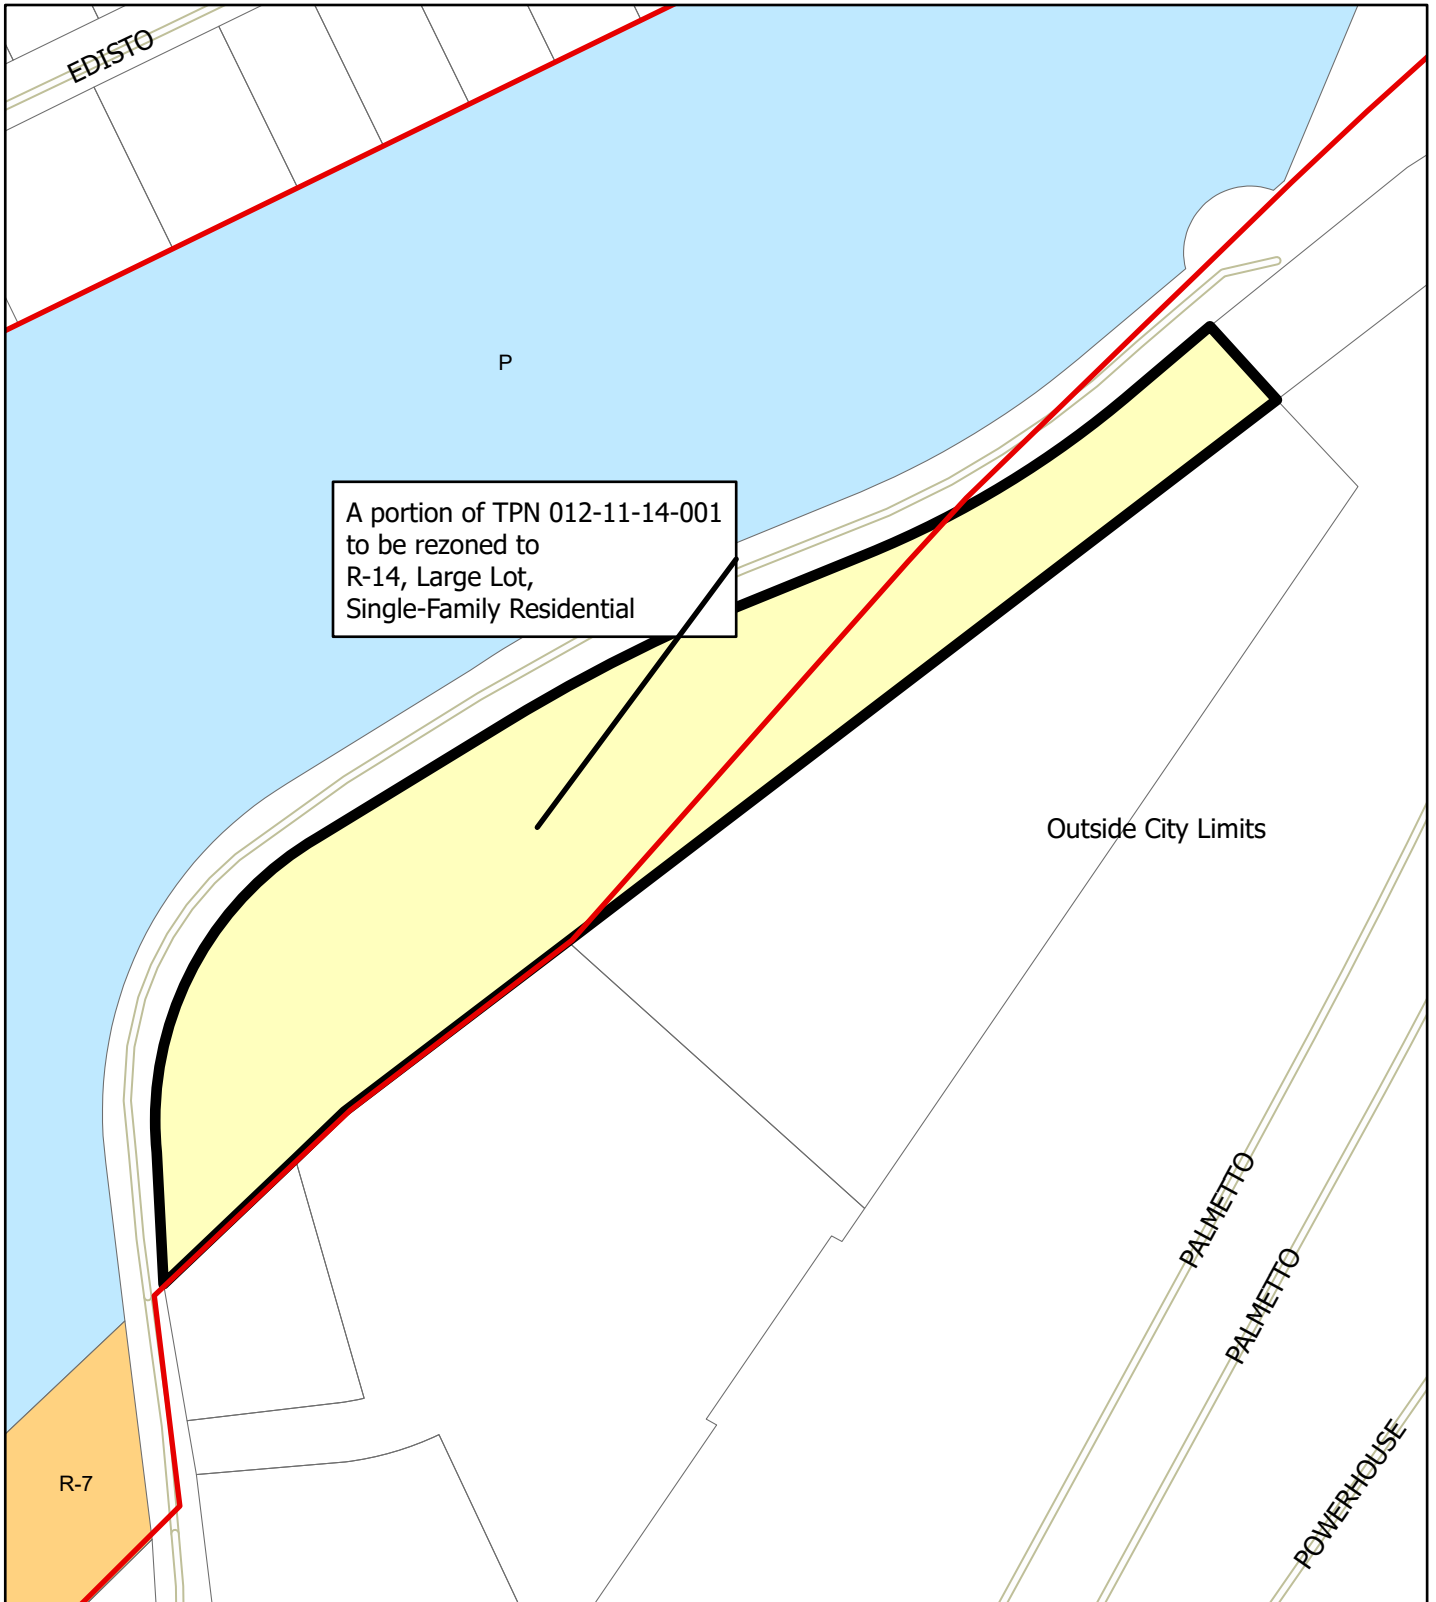 EDISTO
P
A portion of TPN 012-11-14-001
to be rezoned to
R-14, Large Lot,
Single-Family Residential
Outside City Limits
PALMETTO
PALMETTO
POWERHOUSE
R-7